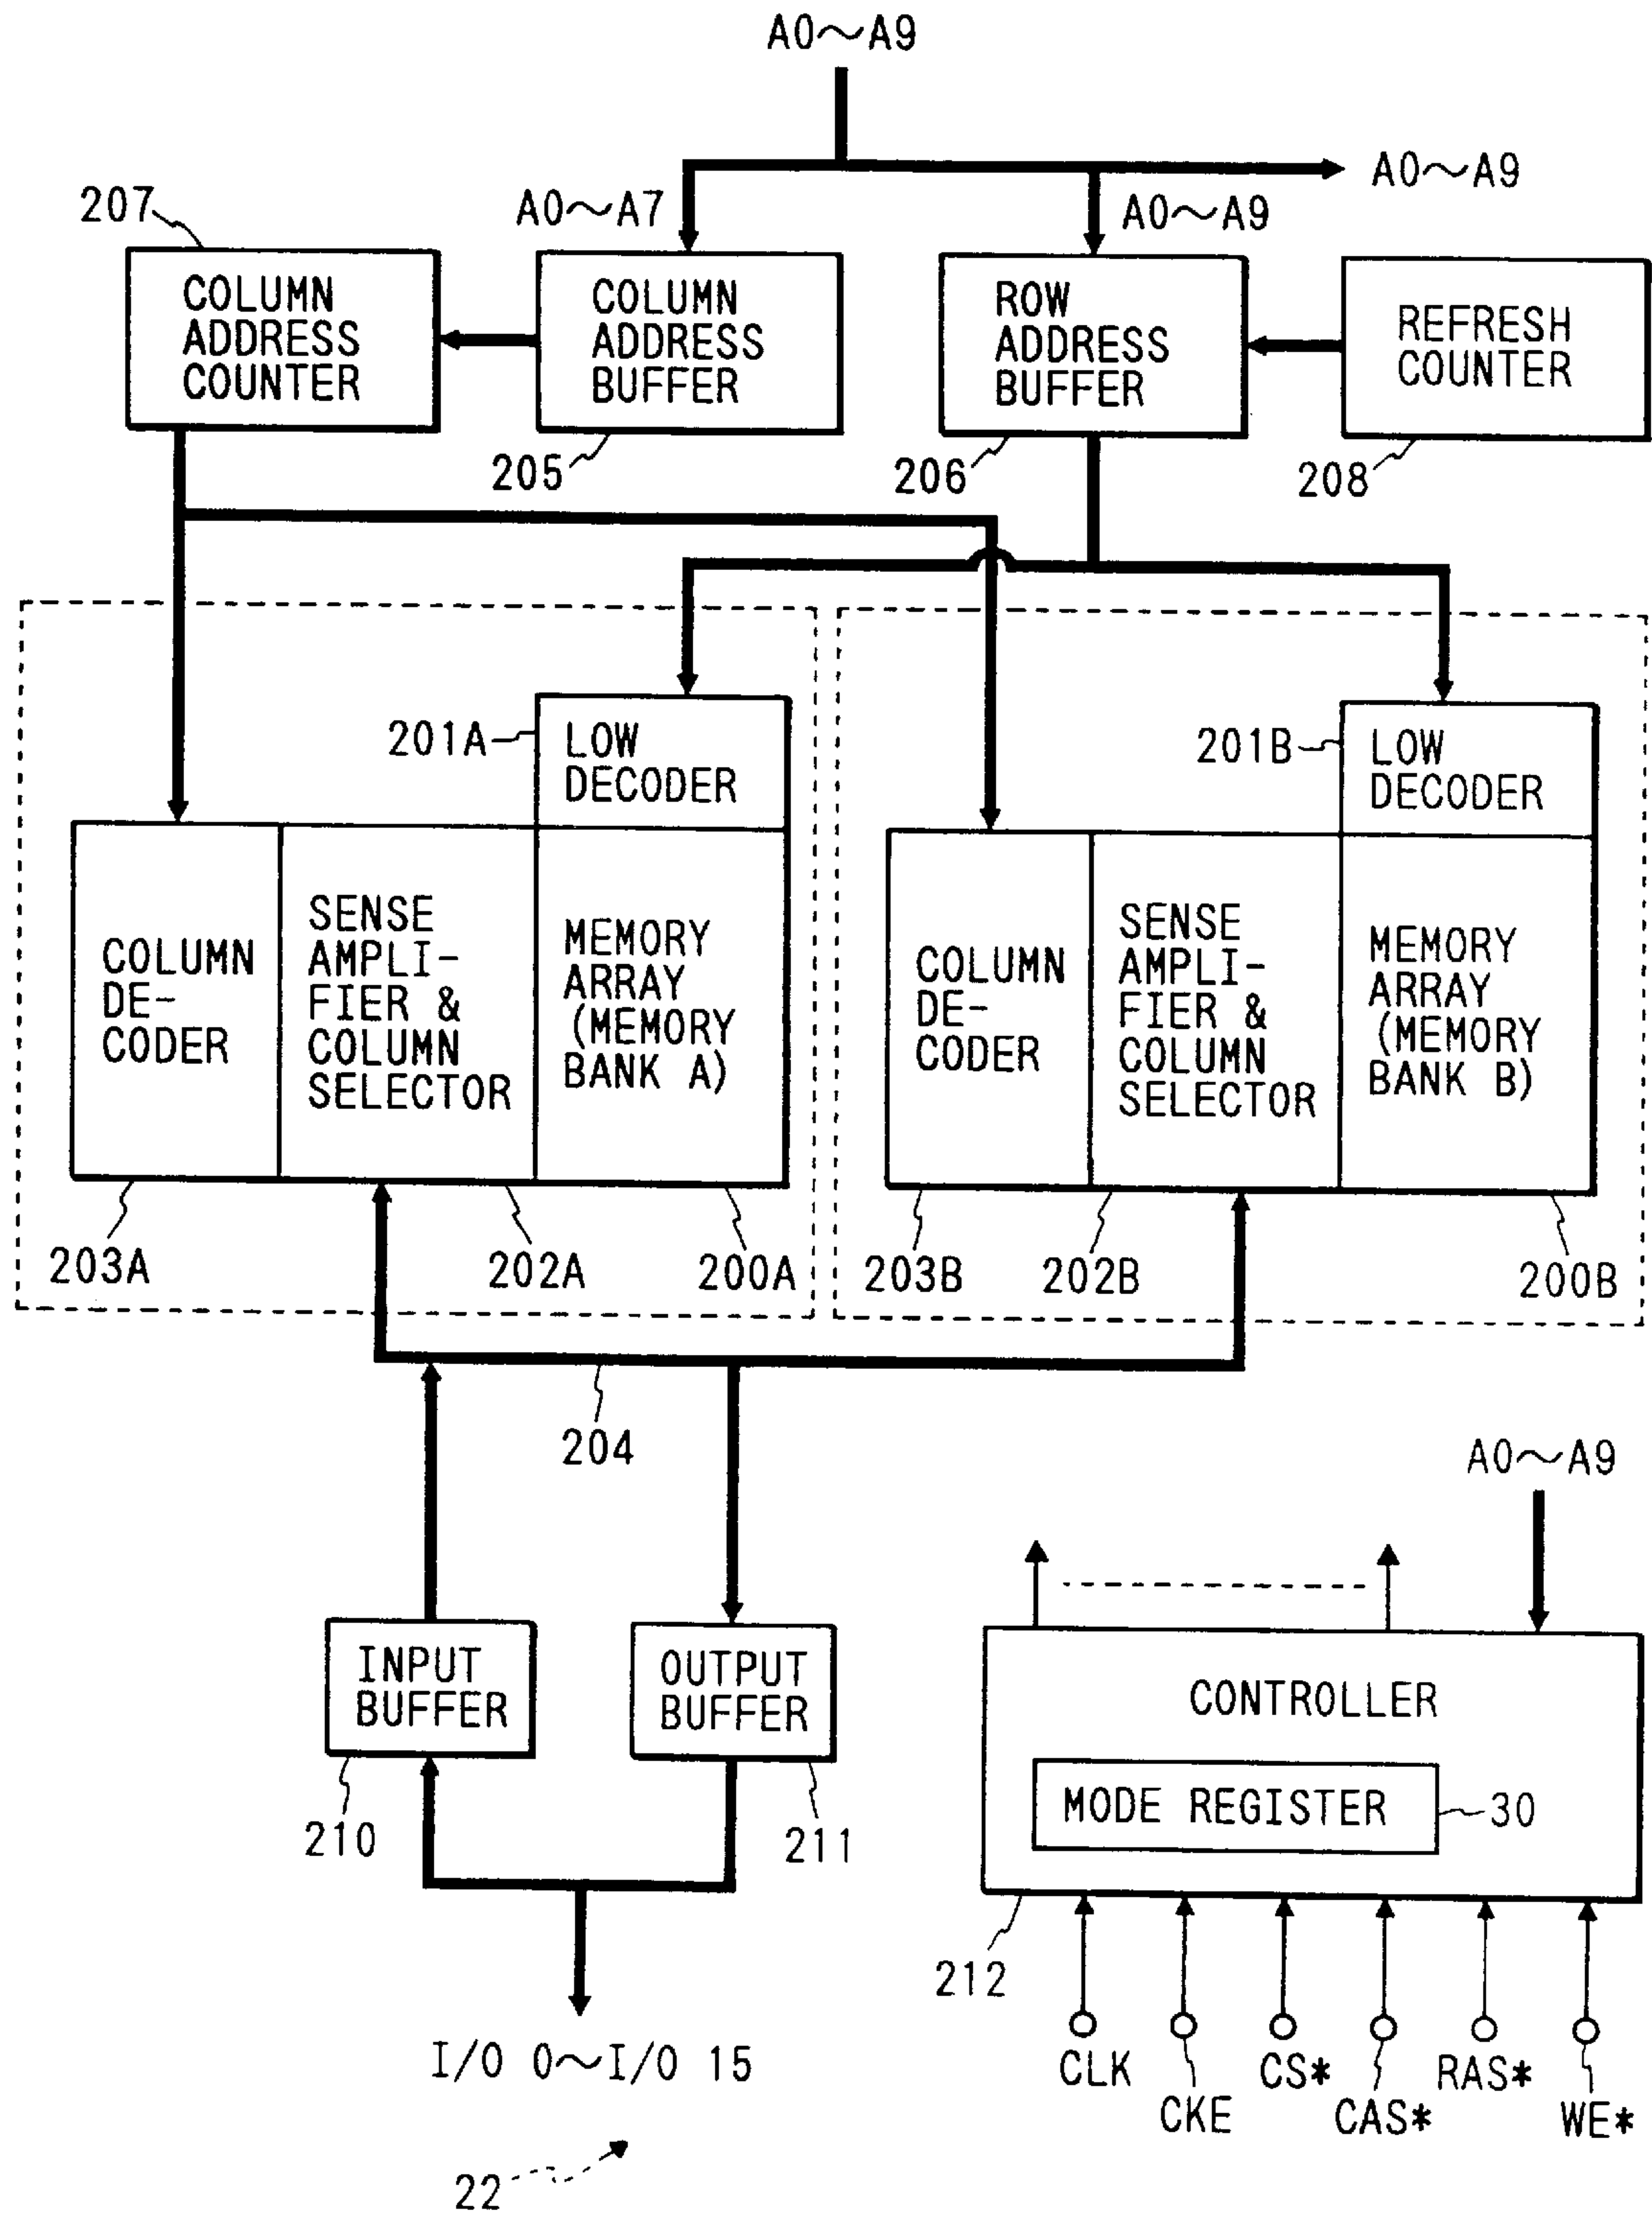 A0～A9
A0～A9
207
A0～A7
A0～A9
COLUMN
ADDRESS
COUNTER
COLUMN
ADDRESS
BUFFER
ROW
ADDRESS
BUFFER
REFRESH
COUNTER
205
206
208
201A
LOW
DECODER
201B
LOW
DECODER
COLUMN
DE-
CODER
SENSE
AMPLI-
FIER &
COLUMN
SELECTOR
MEMORY
ARRAY
(MEMORY
BANK A)
COLUMN
DE-
CODER
SENSE
AMPLI-
FIER &
COLUMN
SELECTOR
MEMORY
ARRAY
(MEMORY
BANK B)
203A
202A
200A
203B
202B
200B
204
A0～A9
INPUT
BUFFER
OUTPUT
BUFFER
CONTROLLER
MODE REGISTER
30
210
211
212
I/O 0～I/O 15
CLK
CKE
CS*
CAS*
RAS*
WE*
22